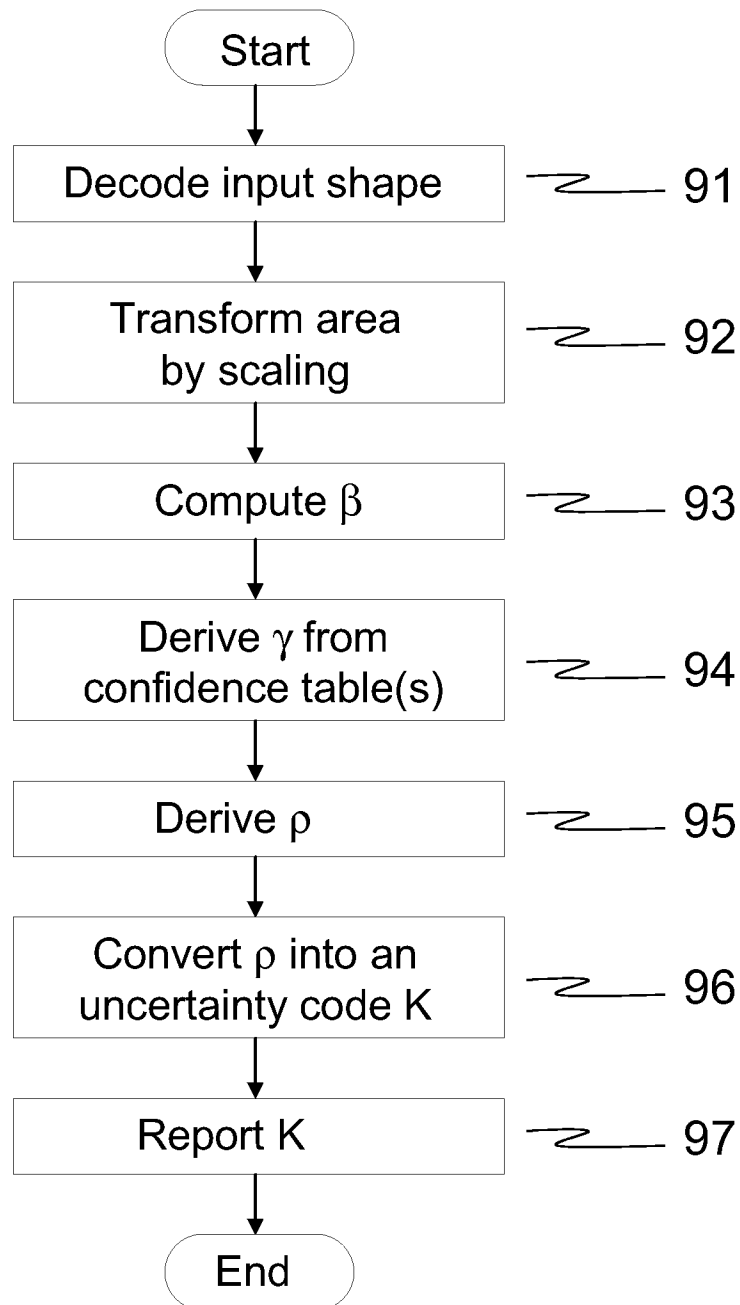 Start
Decode input shape
91
Transform area
by scaling
92
Compute β
93
Derive γ from
confidence table(s)
94
Derive ρ
95
Convert ρ into an
uncertainty code K
96
Report K
97
End